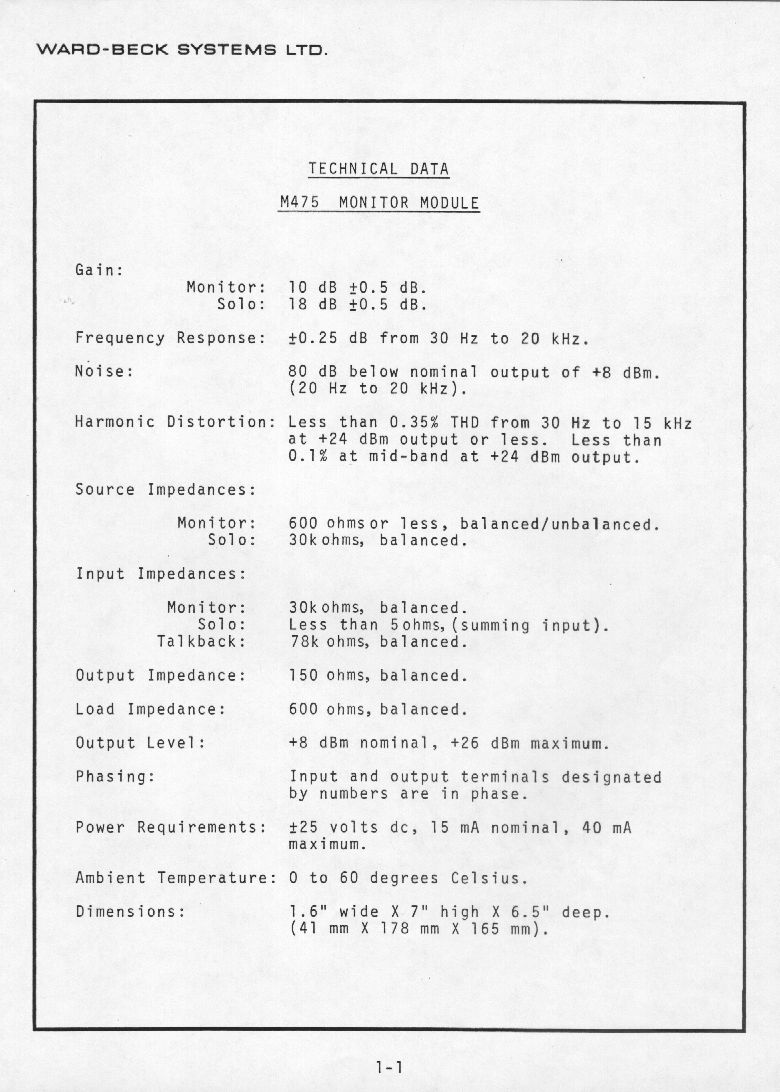 WARD-BECK SYSTEMS LTD.
TECHNICAL DATA
M475 MONITOR MODULE
Gain:
Monitor: 10 dB ±0.5 dB.
Solo: 18 dB ±0.5 dB.
Frequency Response: ±0.25 dB from 30 Hz to 20 kHz.
Noise: 80 dB below nominal output of +8 dBm.
(20 Hz to 20 kHz).
Harmonic Distortion: Less than 0.35% THD from 30 Hz to 15 kHz
at +24 dBm output or less. Less than
0.1% at mid-band at +24 dBm output.
Source Impedances:
Monitor: 600 ohms or less, balanced/unbalanced.
Solo: 30k ohms, balanced.
Input Impedances:
Monitor: 30k ohms, balanced.
Solo: Less than 5 ohms, (summing input).
Talkback: 78k ohms, balanced.
Output Impedance: 150 ohms, balanced.
Load Impedance: 600 ohms, balanced.
Output Level: +8 dBm nominal, +26 dBm maximum.
Phasing: Input and output terminals designated
by numbers are in phase.
Power Requirements: ±25 volts dc, 15 mA nominal, 40 mA
maximum.
Ambient Temperature: 0 to 60 degrees Celsius.
Dimensions: 1.6" wide X 7" high X 6.5" deep.
(41 mm X 178 mm X 165 mm).
1-1